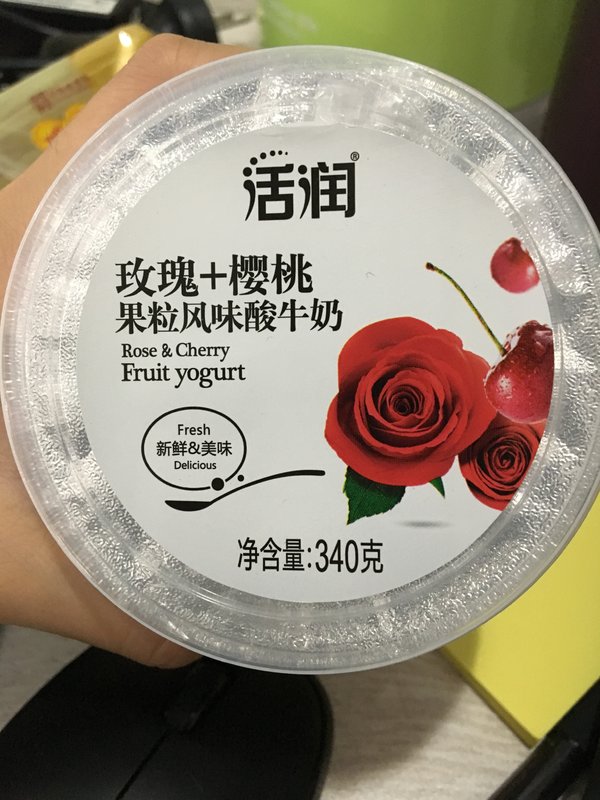 活润®
玫瑰+樱桃
果粒风味酸牛奶
Rose & Cherry
Fruit yogurt
Fresh
新鲜&美味
Delicious
净含量:340克